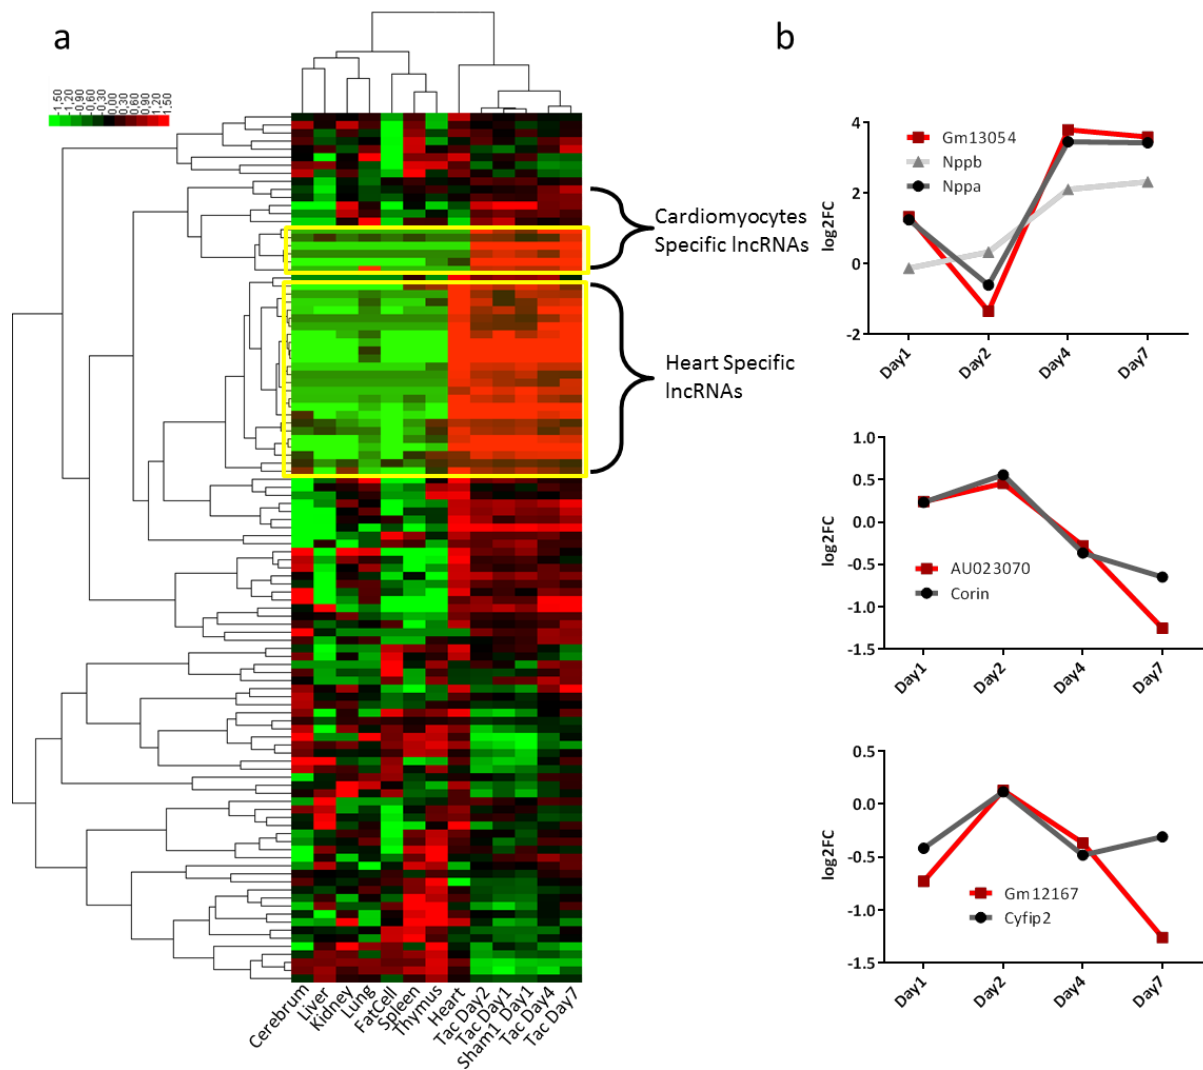 a
b
-1,50
-1,20
-0,90
-0,60
-0,30
0,00
0,30
0,60
0,90
1,20
1,50
Cardiomyocytes
Specific lncRNAs
Heart Specific
lncRNAs
Cerebrum
Liver
Kidney
Lung
FatCell
Spleen
Thymus
Heart
Tac Day2
Tac Day1
Sham1 Day1
Tac Day4
Tac Day7
log2FC
4
2
0
-2
Gm13054
Nppb
Nppa
Day1
Day2
Day4
Day7
log2FC
1.0
0.5
0.0
-0.5
-1.0
-1.5
AU023070
Corin
Day1
Day2
Day4
Day7
log2FC
0.5
0.0
-0.5
-1.0
-1.5
Gm12167
Cyfip2
Day1
Day2
Day4
Day7